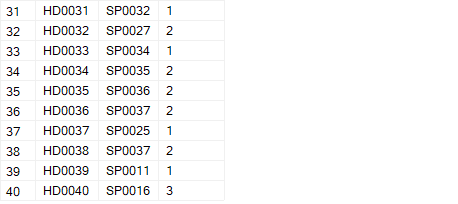 31 HD0031 SP0032 1
32 HD0032 SP0027 2
33 HD0033 SP0034 1
34 HD0034 SP0035 2
35 HD0035 SP0036 2
36 HD0036 SP0037 2
37 HD0037 SP0025 1
38 HD0038 SP0037 2
39 HD0039 SP0011 1
40 HD0040 SP0016 3